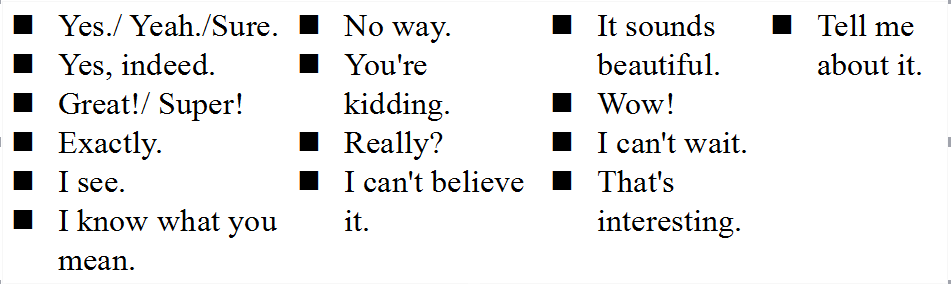 ■ Yes./ Yeah./Sure.
■ Yes, indeed.
■ Great!/ Super!
■ Exactly.
■ I see.
■ I know what you
mean.
■ No way.
■ You're
kidding.
■ Really?
■ I can't believe
it.
■ It sounds
beautiful.
■ Wow!
■ I can't wait.
■ That's
interesting.
■ Tell me
about it.